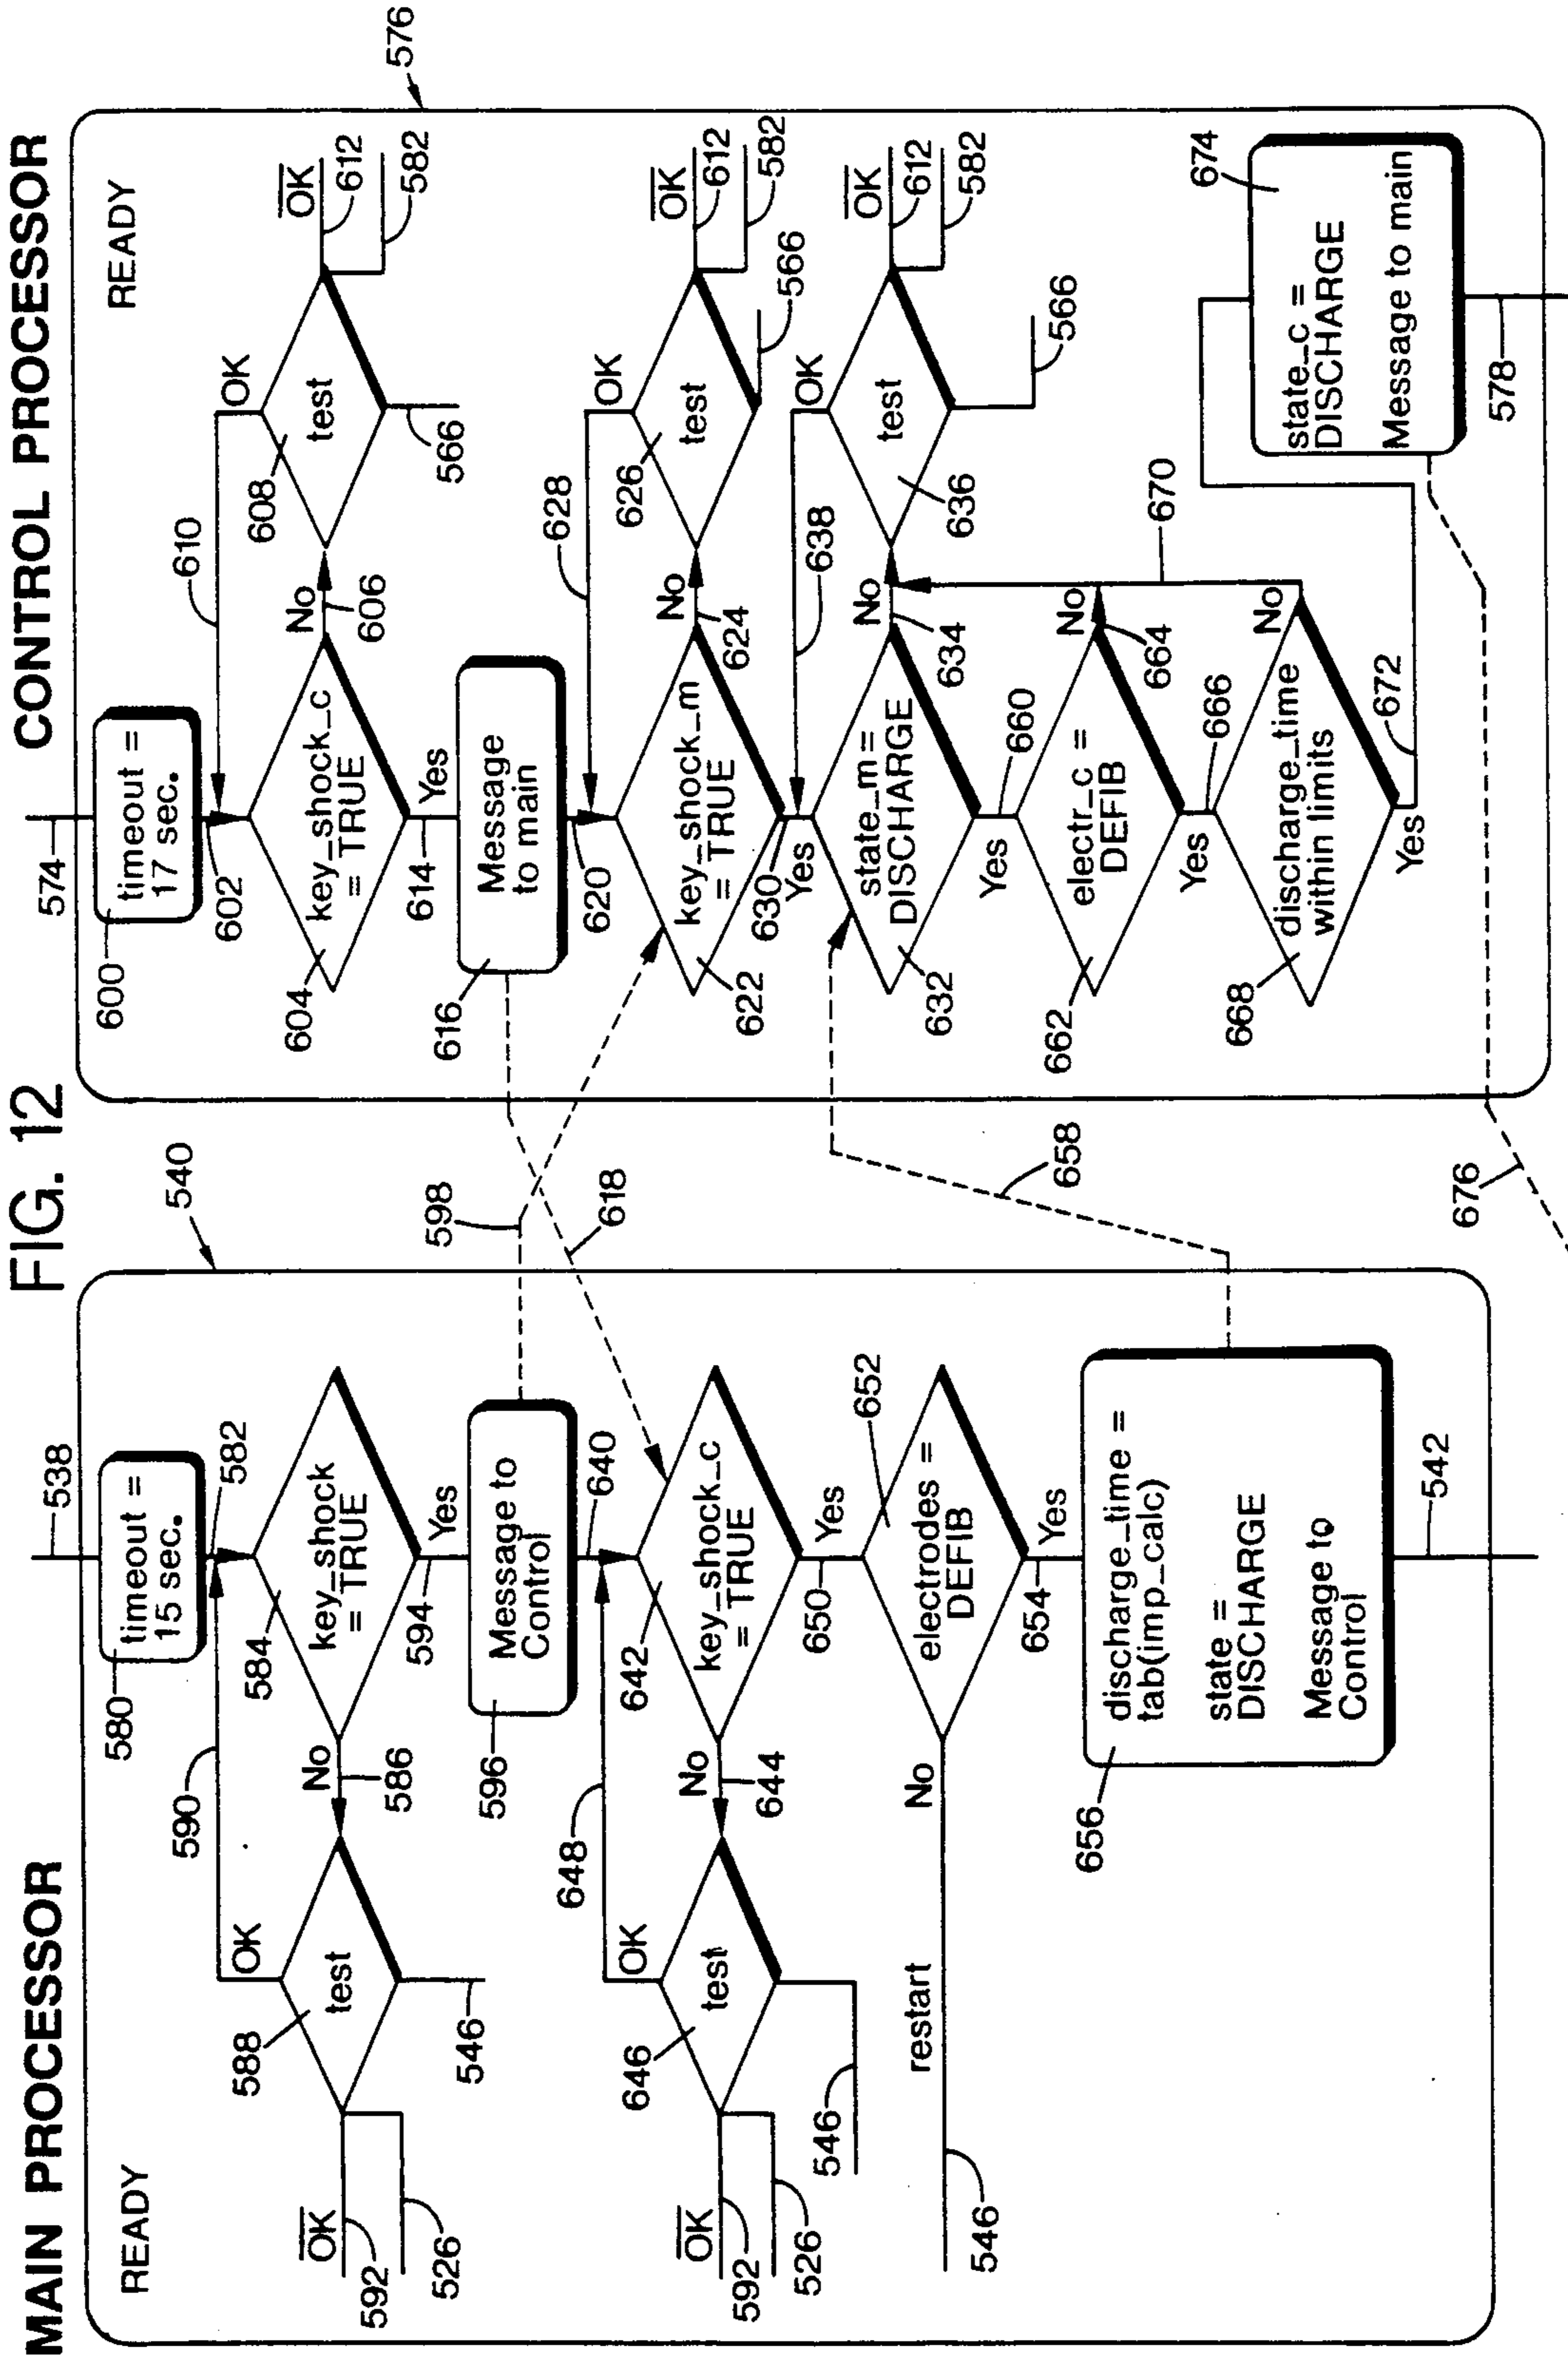 FIG. 12
MAIN PROCESSOR
READY
538
540
580
timeout =
15 sec.
582
590
584
key_shock
= TRUE
No
586
OK
588
test
OK
592
526
546
594
Yes
596
Message to
Control
598
640
648
642
key_shock_c
= TRUE
618
No
644
OK
646
test
OK
592
526
546
650
Yes
652
electrodes =
DEFIB
No
restart
546
654
Yes
656
discharge_time =
tab(imp_calc)
state =
DISCHARGE
Message to
Control
658
542
CONTROL PROCESSOR
READY
574
576
600
timeout =
17 sec.
602
610
604
key_shock_c
= TRUE
No
606
OK
608
test
OK
612
582
566
614
Yes
616
Message
to main
620
628
622
key_shock_m
= TRUE
No
624
OK
626
test
OK
612
582
566
630
Yes
638
632
state_m =
DISCHARGE
No
634
OK
636
test
OK
612
582
566
Yes
660
662
electr_c =
DEFIB
No
664
670
Yes
666
668
discharge_time
within limits
No
Yes
672
674
state_c =
DISCHARGE
Message to main
676
578